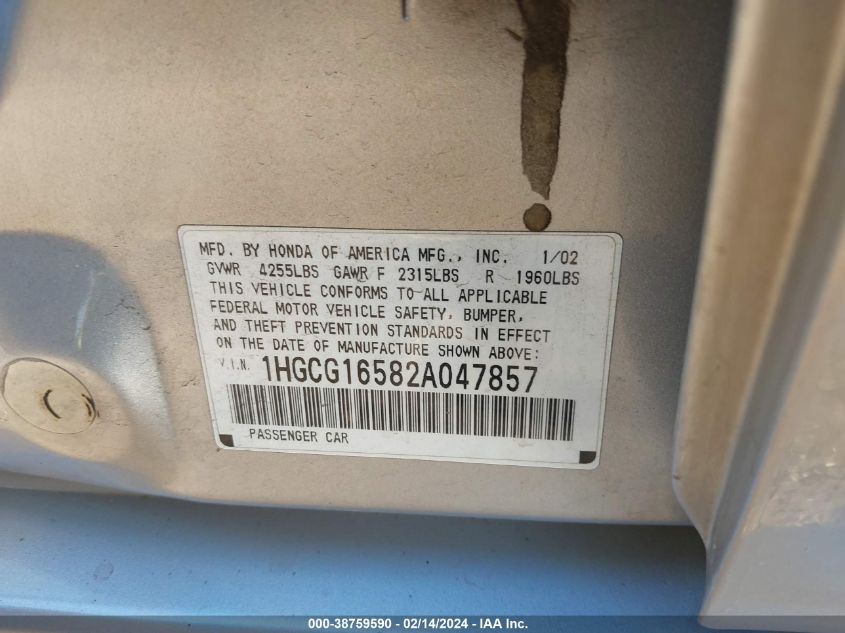 MFD. BY HONDA OF AMERICA MFG., INC. 1/02
GVWR 4255LBS GAWR F 2315LBS R 1960LBS
THIS VEHICLE CONFORMS TO ALL APPLICABLE
FEDERAL MOTOR VEHICLE SAFETY, BUMPER,
AND THEFT PREVENTION STANDARDS IN EFFECT
ON THE DATE OF MANUFACTURE SHOWN ABOVE:
V.I.N. 1HGCG16582A047857
PASSENGER CAR
000-38759590 - 02/14/2024 - IAA Inc.